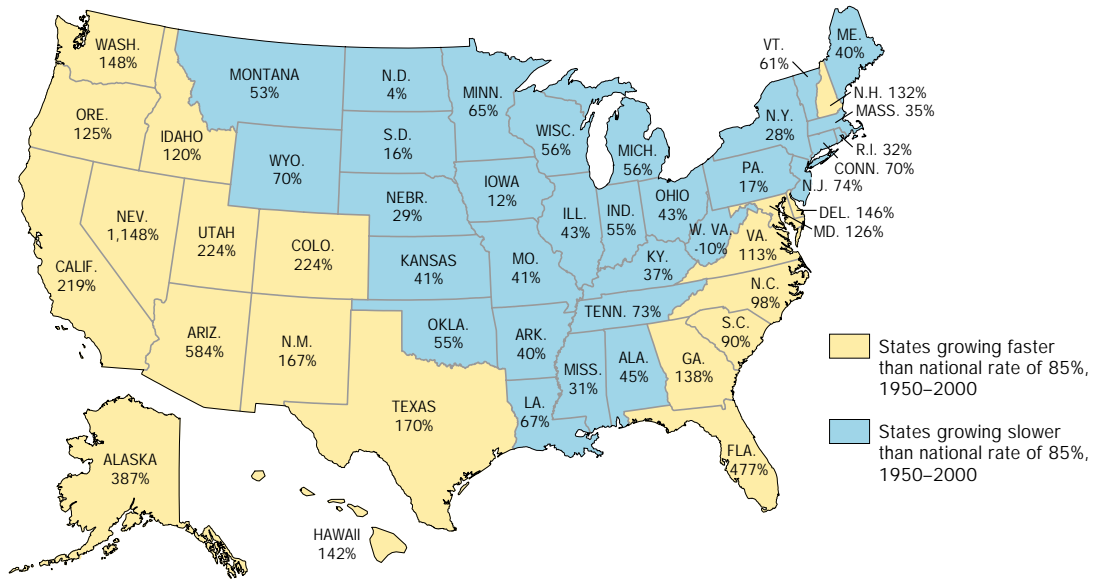 WASH.
148%
ORE.
125%
IDAHO
120%
MONTANA
53%
N.D.
4%
MINN.
65%
S.D.
16%
WYO.
70%
WISC.
56%
MICH.
56%
VT.
61%
ME.
40%
N.H. 132%
MASS. 35%
N.Y.
28%
R.I. 32%
CONN. 70%
N.J. 74%
PA.
17%
DEL. 146%
MD. 126%
NEV.
1,148%
UTAH
224%
COLO.
224%
CALIF.
219%
NEBR.
29%
IOWA
12%
KANSAS
41%
MO.
41%
ILL.
43%
IND.
55%
OHIO
43%
W. VA.
-10%
VA.
113%
KY.
37%
N.C.
98%
TENN. 73%
S.C.
90%
ARIZ.
584%
N.M.
167%
OKLA.
55%
ARK.
40%
MISS.
31%
ALA.
45%
GA.
138%
TEXAS
170%
LA.
67%
FLA.
477%
ALASKA
387%
HAWAII
142%
States growing faster
than national rate of 85%,
1950–2000
States growing slower
than national rate of 85%,
1950–2000